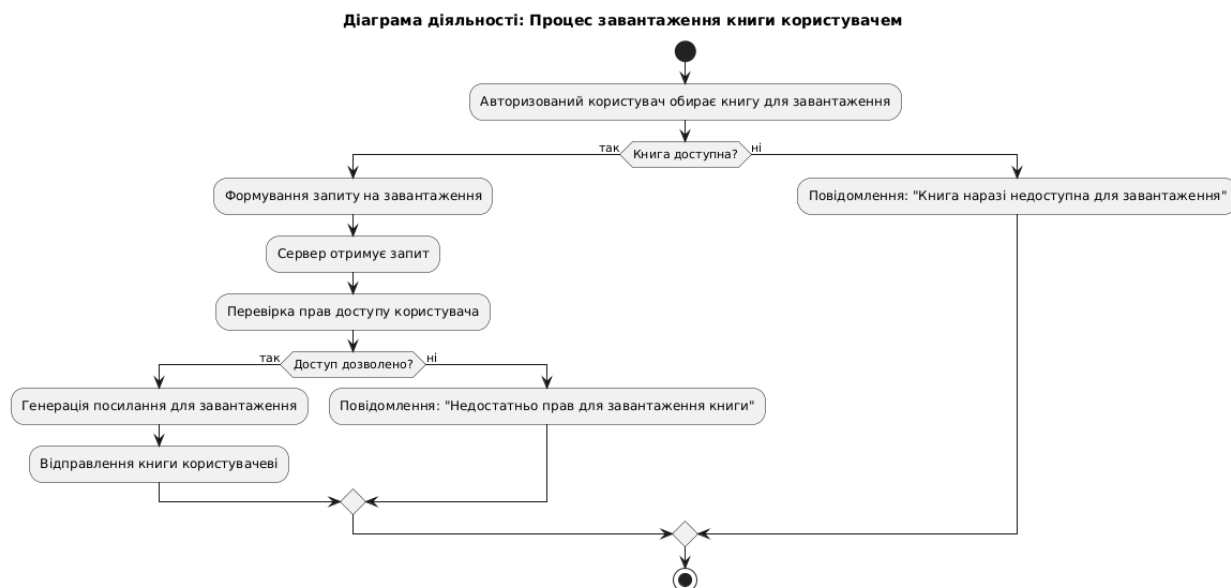 Діаграма діяльності: Процес завантаження книги користувачем
Авторизований користувач обирає книгу для завантаження
так
Книга доступна?
ні
Формування запиту на завантаження
Повідомлення: "Книга наразі недоступна для завантаження"
Сервер отримує запит
Перевірка прав доступу користувача
так
Доступ дозволено?
ні
Генерація посилання для завантаження
Повідомлення: "Недостатньо прав для завантаження книги"
Відправлення книги користувачеві